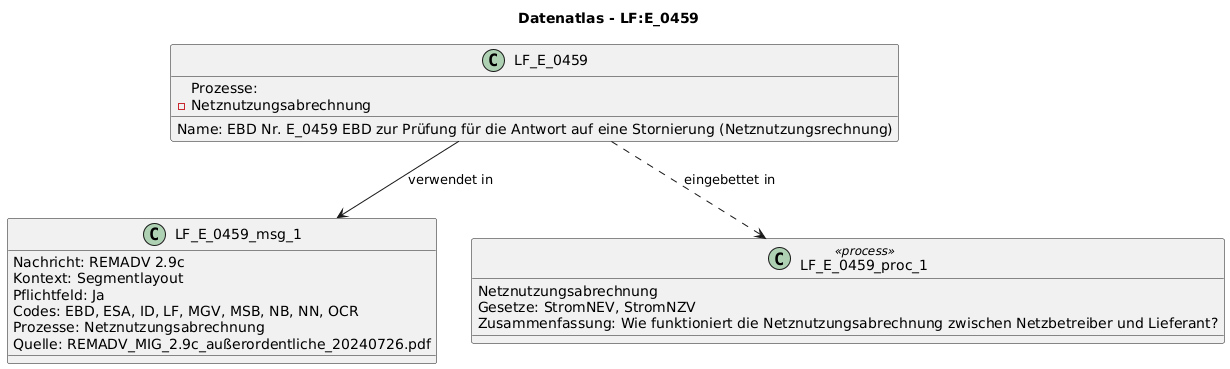 Datenatlas - LF:E_0459
C LF_E_0459
Prozesse:
Netznutzungsabrechnung
Name: EBD Nr. E_0459 EBD zur Prüfung für die Antwort auf eine Stornierung (Netznutzungsrechnung)
verwendet in
eingebettet in
C LF_E_0459_msg_1
Nachricht: REMADV 2.9c
Kontext: Segmentlayout
Pflichtfeld: Ja
Codes: EBD, ESA, ID, LF, MGV, MSB, NB, NN, OCR
Prozesse: Netznutzungsabrechnung
Quelle: REMADV_MIG_2.9c_außerordentliche_20240726.pdf
«process»
C LF_E_0459_proc_1
Netznutzungsabrechnung
Gesetze: StromNEV, StromNZV
Zusammenfassung: Wie funktioniert die Netznutzungsabrechnung zwischen Netzbetreiber und Lieferant?